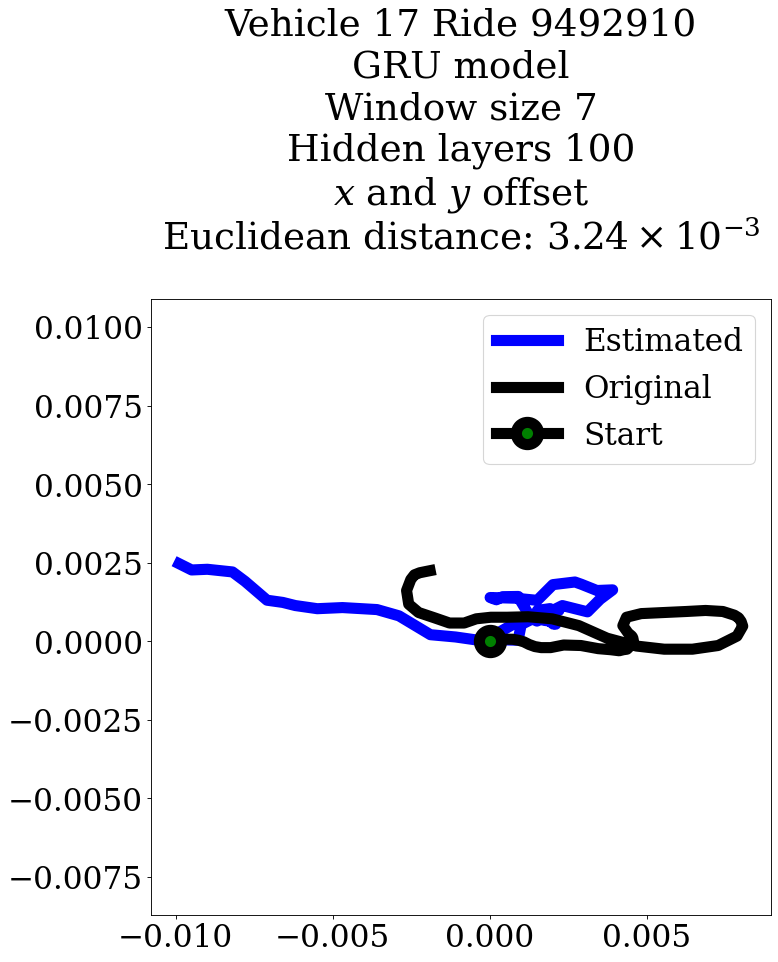 Vehicle 17 Ride 9492910
GRU model
Window size 7
Hidden layers 100
x and y offset
Euclidean distance: 3.24 × 10⁻³
Estimated
Original
Start
0.0100
0.0075
0.0050
0.0025
0.0000
−0.0025
−0.0050
−0.0075
−0.010 −0.005 0.000 0.005